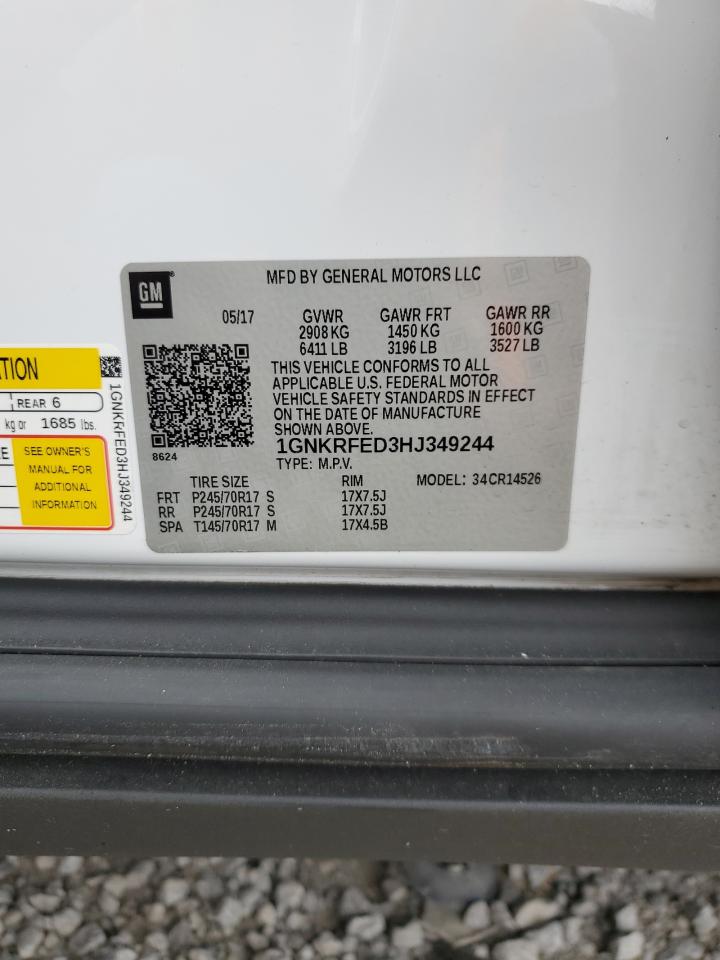 GM
MFD BY GENERAL MOTORS LLC
05/17 GVWR GAWR FRT GAWR RR
2908 KG 1450 KG 1600 KG
6411 LB 3196 LB 3527 LB
THIS VEHICLE CONFORMS TO ALL
APPLICABLE U.S. FEDERAL MOTOR
VEHICLE SAFETY STANDARDS IN EFFECT
ON THE DATE OF MANUFACTURE
SHOWN ABOVE.
8624
1GNKRFED3HJ349244
TYPE: M.P.V. MODEL: 34CR14526
TIRE SIZE RIM
FRT P245/70R17 S 17X7.5J
RR P245/70R17 S 17X7.5J
SPA T145/70R17 M 17X4.5B
REAR 6
kg or 1685 lbs.
SEE OWNER'S
MANUAL FOR
ADDITIONAL
INFORMATION
1GNKRFED3HJ349244